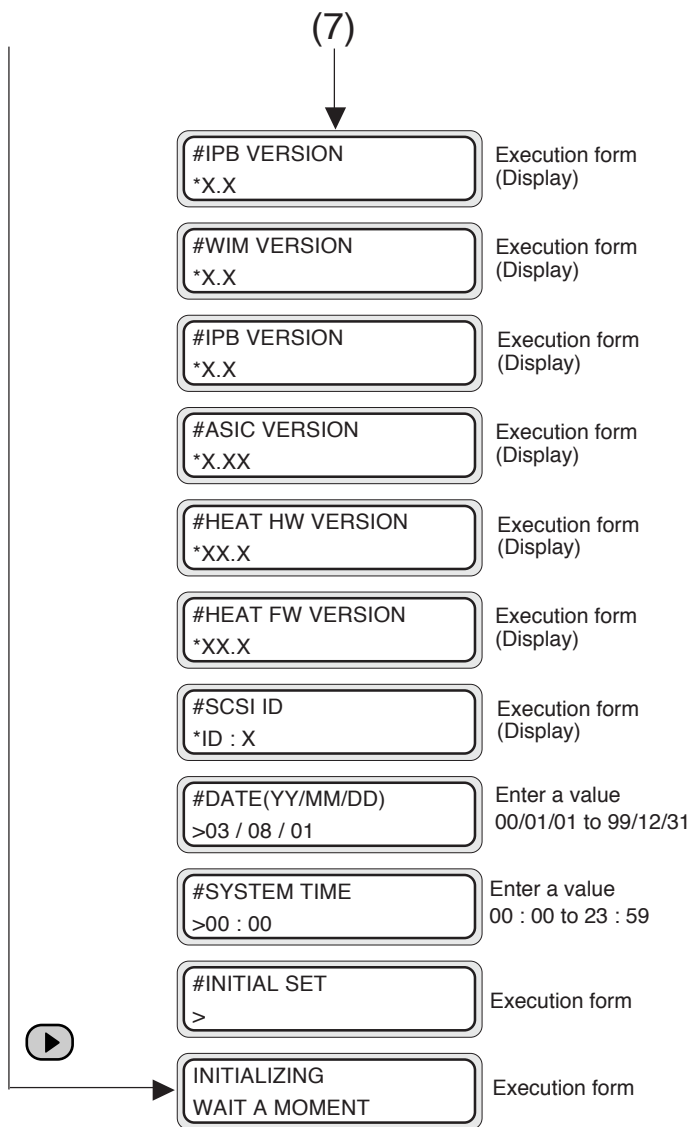 (7)
#IPB VERSION
*X.X
Execution form
(Display)
#WIM VERSION
*X.X
Execution form
(Display)
#IPB VERSION
*X.X
Execution form
(Display)
#ASIC VERSION
*X.XX
Execution form
(Display)
#HEAT HW VERSION
*XX.X
Execution form
(Display)
#HEAT FW VERSION
*XX.X
Execution form
(Display)
#SCSI ID
*ID : X
Execution form
(Display)
#DATE(YY/MM/DD)
>03 / 08 / 01
Enter a value
00/01/01 to 99/12/31
#SYSTEM TIME
>00 : 00
Enter a value
00 : 00 to 23 : 59
#INITIAL SET
>
Execution form
INITIALIZING
WAIT A MOMENT
Execution form